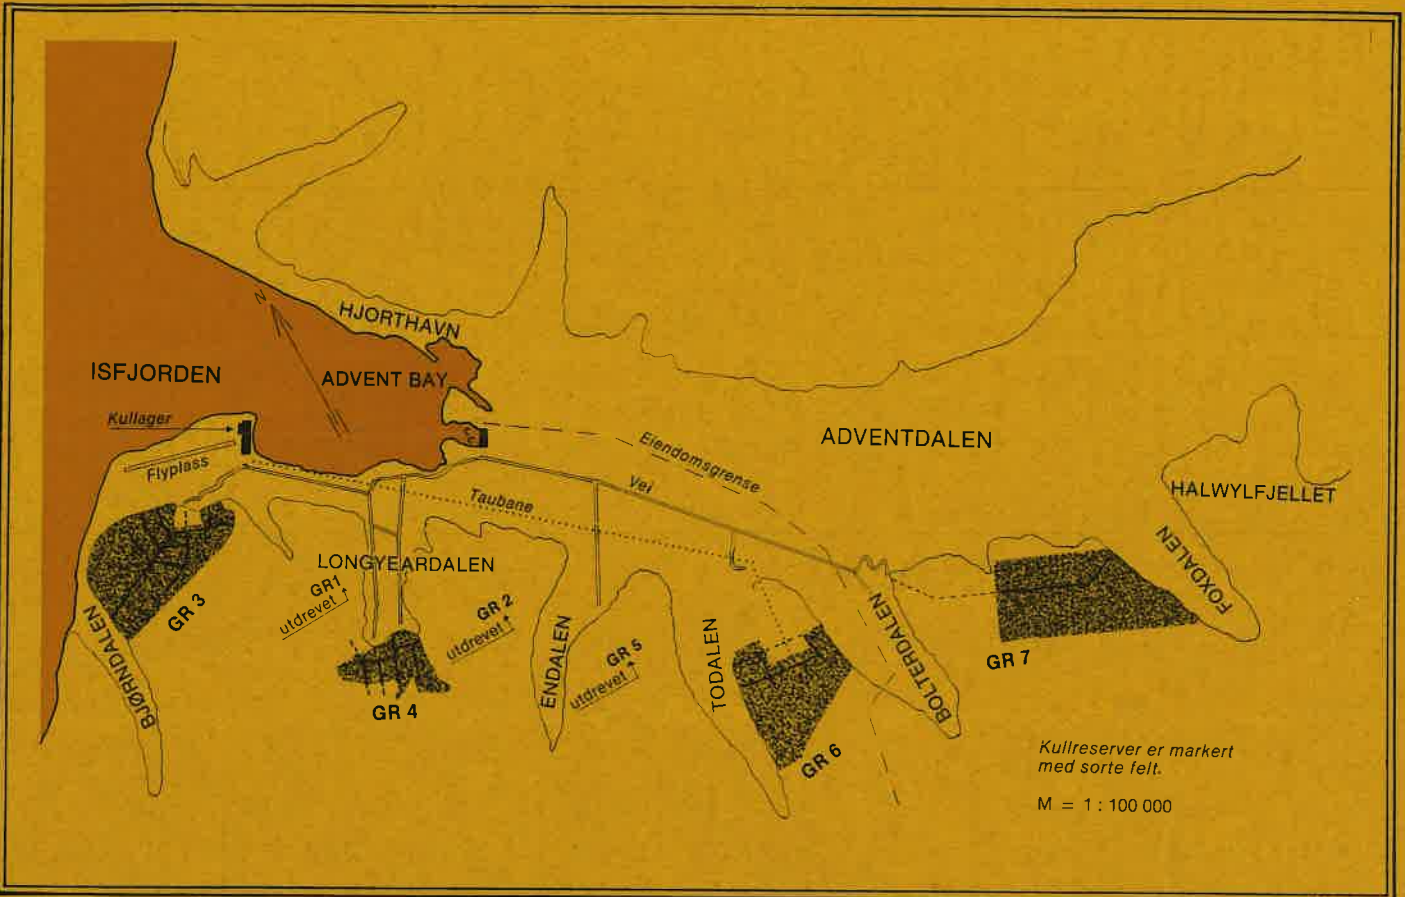 N
HJORTHAVN
ISFJORDEN
ADVENT BAY
Kullager
Flyplass
ADVENTDALEN
Eiendomsgrense
Vei
Taubane
HALWYLFJELLET
FOXDALEN
LONGYEARDALEN
GR1
utdrevet
GR 2
utdrevet
GR 3
BJØRNDALEN
GR 4
ENDALEN
GR 5
utdrevet
TODALEN
GR 6
BOLTERDALEN
GR 7
Kullreserver er markert
med sorte felt.
M = 1 : 100 000